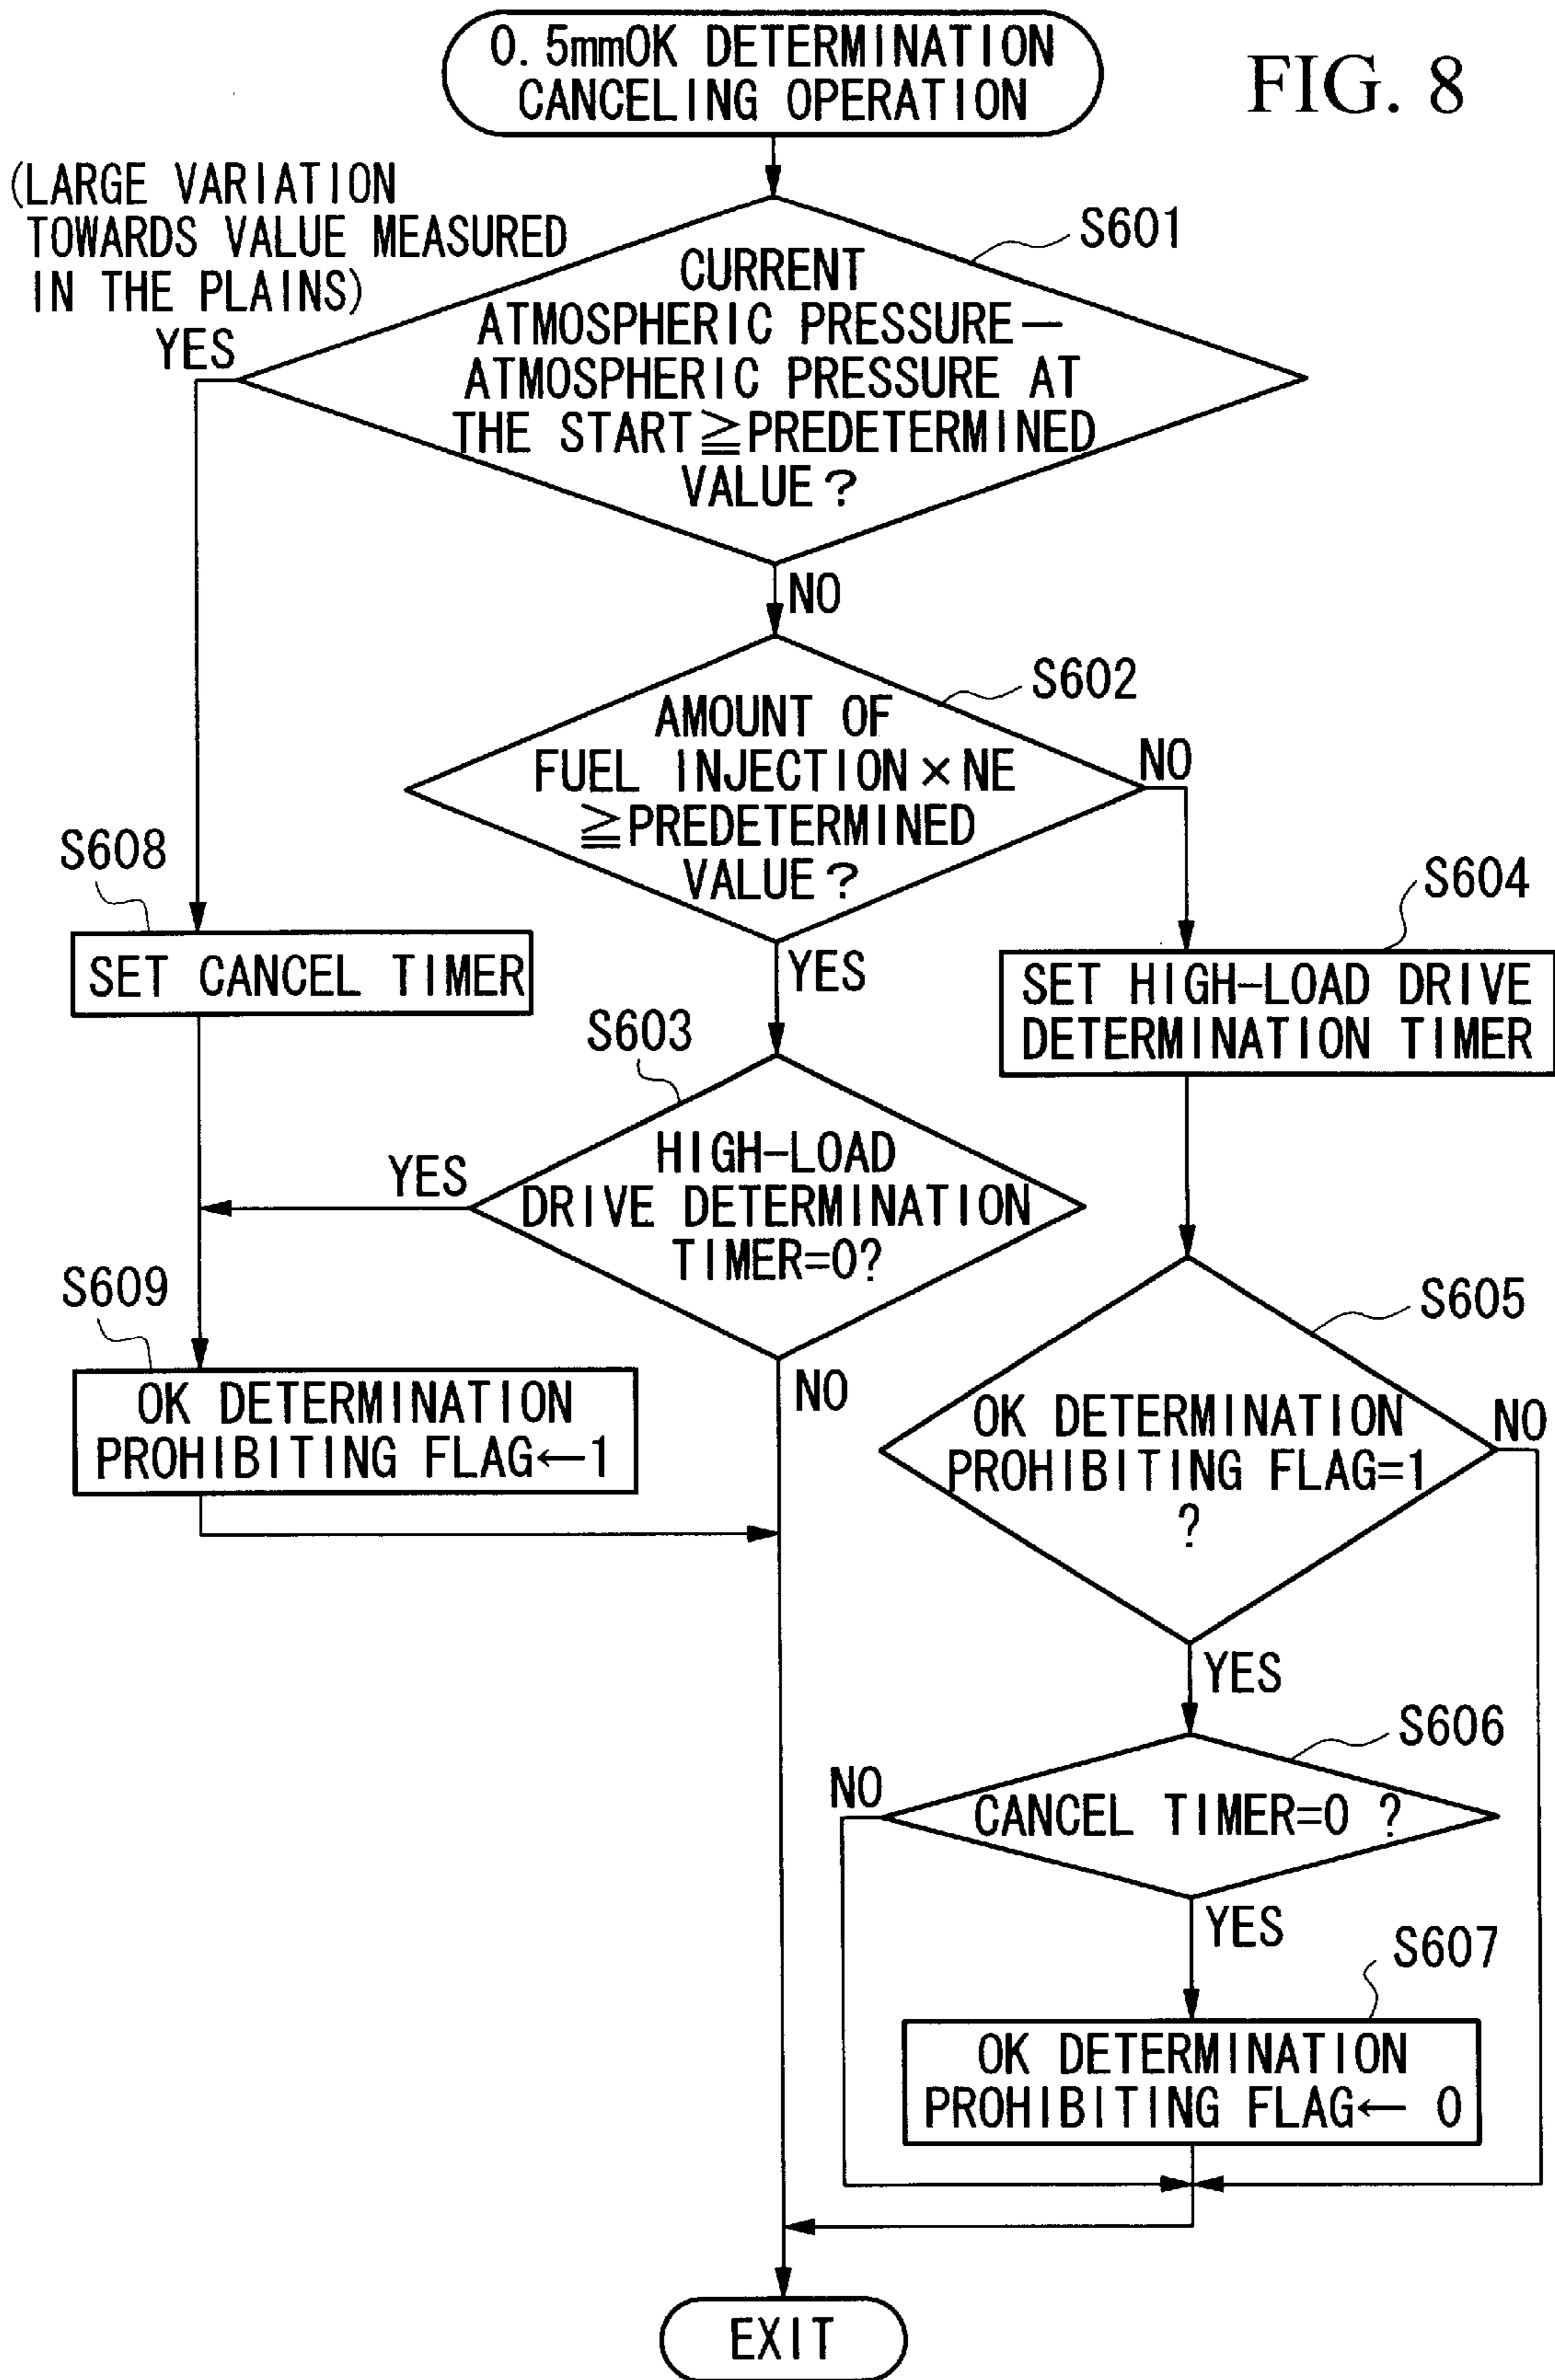 0.5mmOK DETERMINATION
CANCELING OPERATION
FIG. 8
(LARGE VARIATION
TOWARDS VALUE MEASURED
IN THE PLAINS)
YES
S601
CURRENT
ATMOSPHERIC PRESSURE—
ATMOSPHERIC PRESSURE AT
THE START≧PREDETERMINED
VALUE?
NO
S602
AMOUNT OF
FUEL INJECTION×NE
≧PREDETERMINED
VALUE?
NO
YES
S608
SET CANCEL TIMER
S604
SET HIGH-LOAD DRIVE
DETERMINATION TIMER
S603
HIGH-LOAD
DRIVE DETERMINATION
TIMER=0?
YES
NO
S609
OK DETERMINATION
PROHIBITING FLAG←1
S605
OK DETERMINATION
PROHIBITING FLAG=1
?
NO
YES
S606
CANCEL TIMER=0 ?
NO
YES
S607
OK DETERMINATION
PROHIBITING FLAG← 0
EXIT